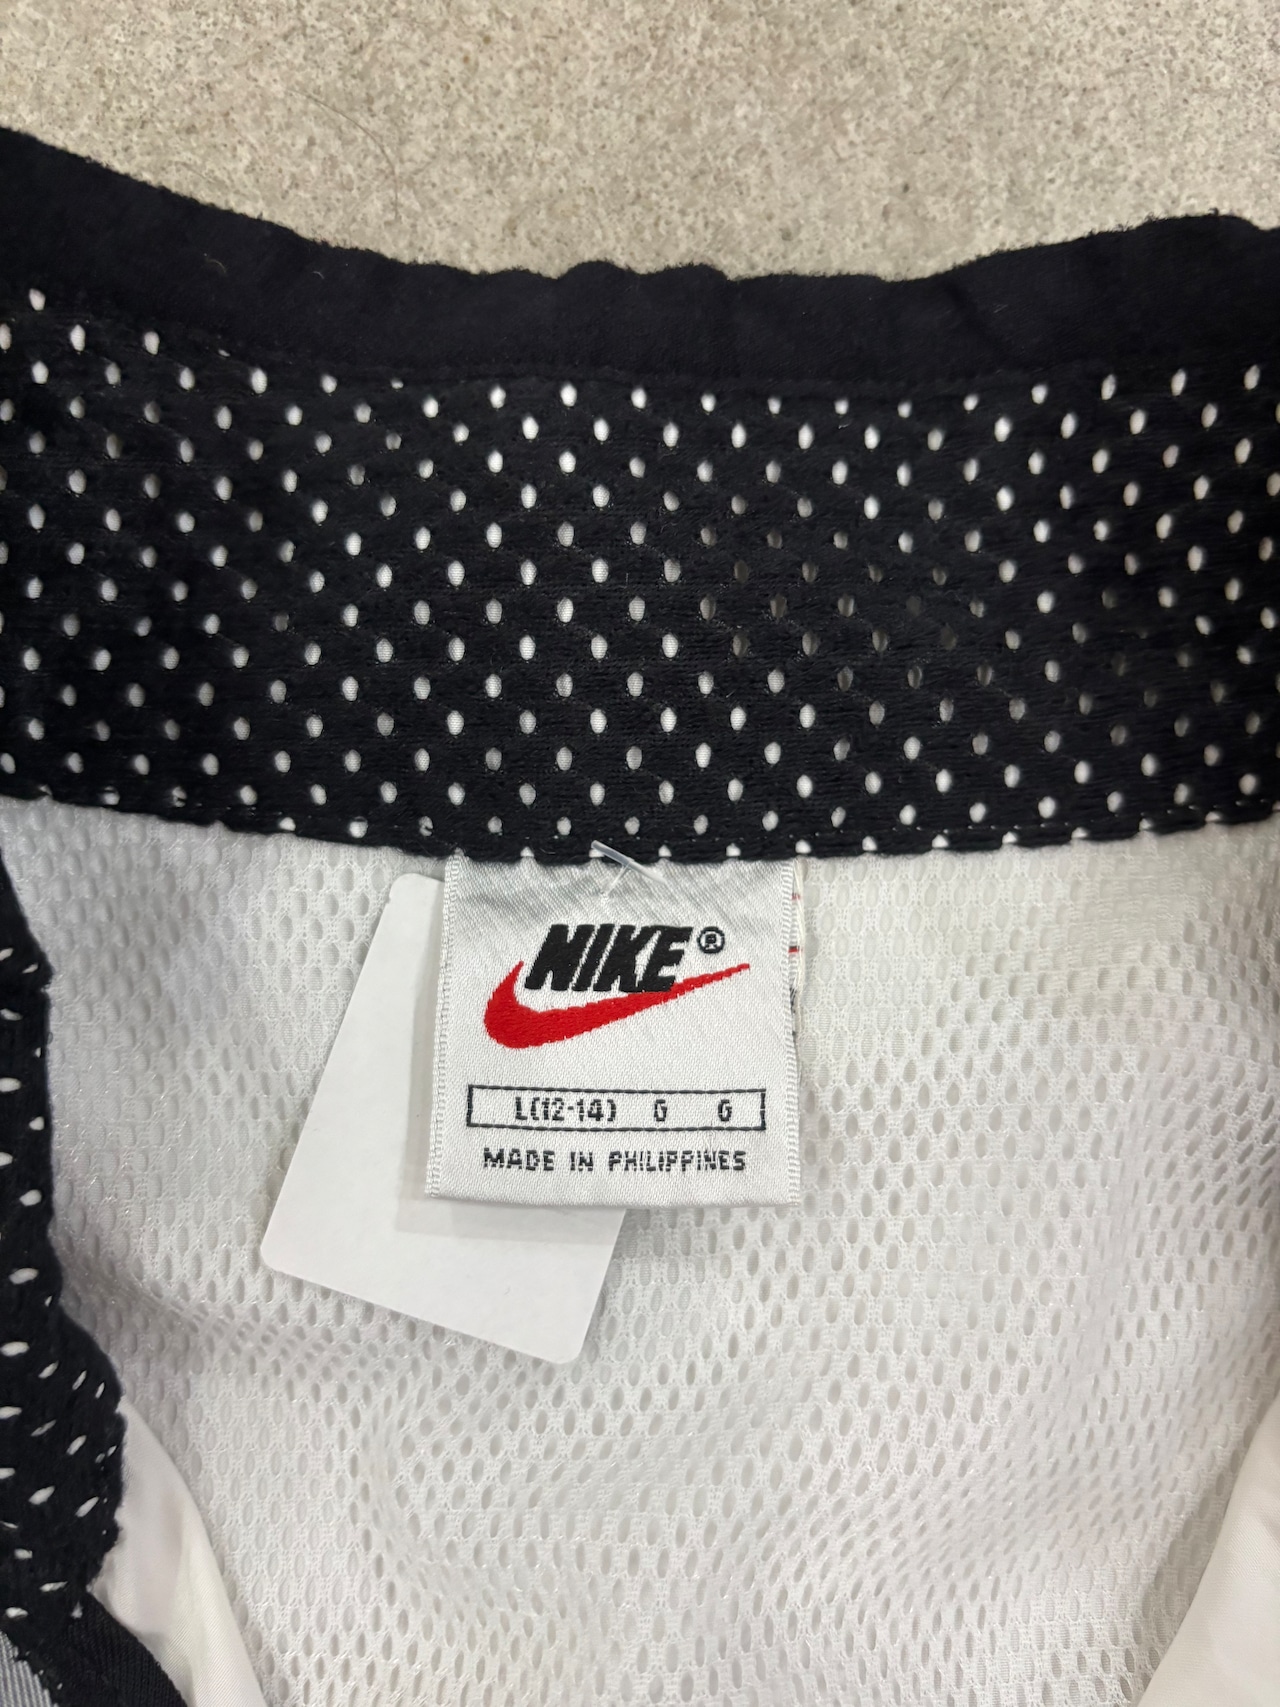 NIKE®
L(12-14) G G
MADE IN PHILIPPINES